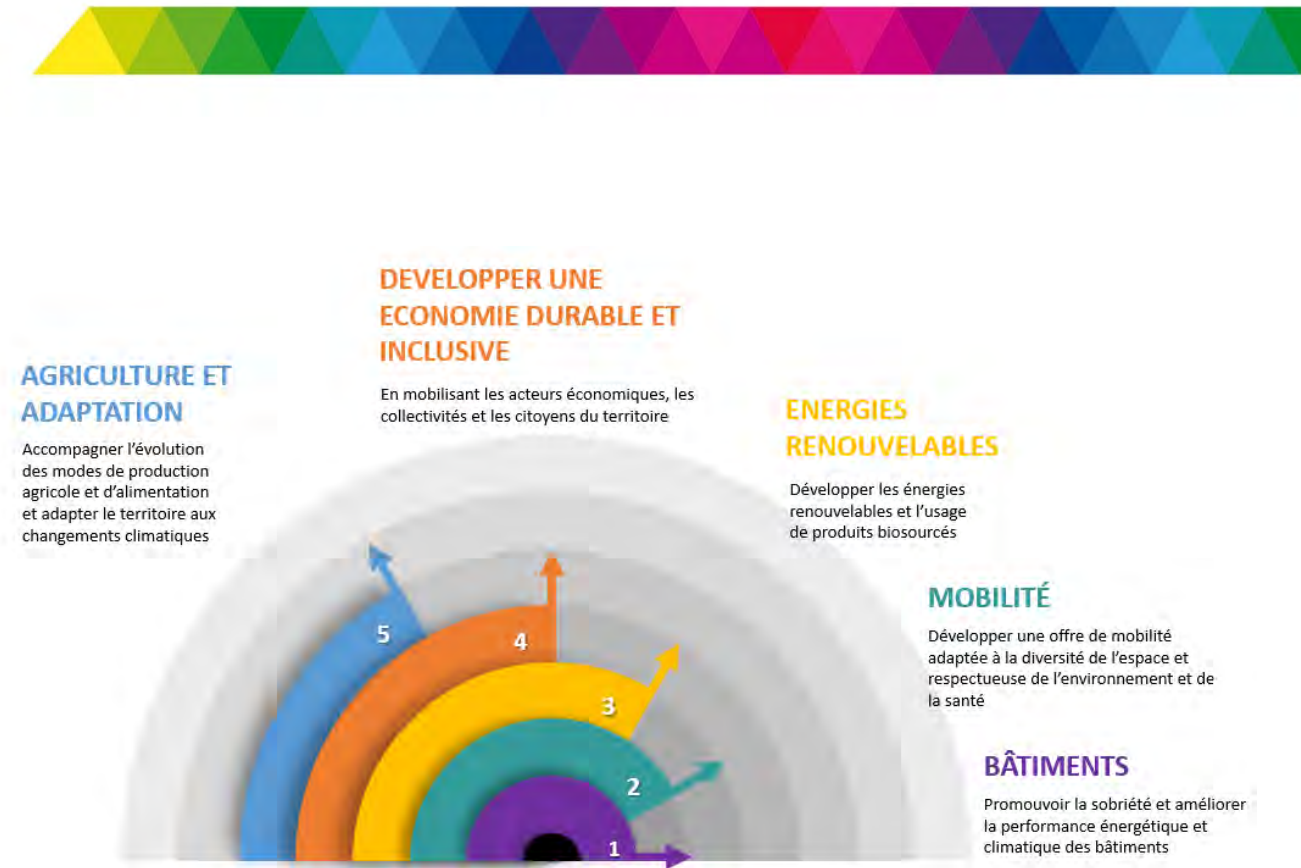 DEVELOPPER UNE
ECONOMIE DURABLE ET
INCLUSIVE
En mobilisant les acteurs économiques, les
collectivités et les citoyens du territoire
AGRICULTURE ET
ADAPTATION
Accompagner l'évolution
des modes de production
agricole et d'alimentation
et adapter le territoire aux
changements climatiques
ENERGIES
RENOUVELABLES
Développer les énergies
renouvelables et l'usage
de produits biosourcés
MOBILITÉ
Développer une offre de mobilité
adaptée à la diversité de l'espace et
respectueuse de l'environnement et de
la santé
BÂTIMENTS
Promouvoir la sobriété et améliorer
la performance énergétique et
climatique des bâtiments
5
4
3
2
1